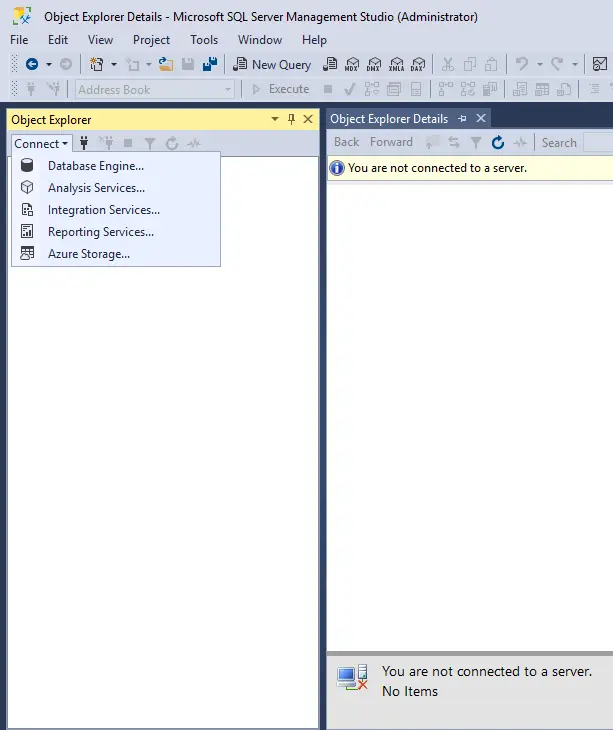 Object Explorer Details - Microsoft SQL Server Management Studio (Administrator)
File Edit View Project Tools Window Help
New Query MDX DMX XMLA DAX
Address Book Execute
Object Explorer
Connect
Database Engine...
Analysis Services...
Integration Services...
Reporting Services...
Azure Storage...
Object Explorer Details
Back Forward Search
You are not connected to a server.
You are not connected to a server.
No Items